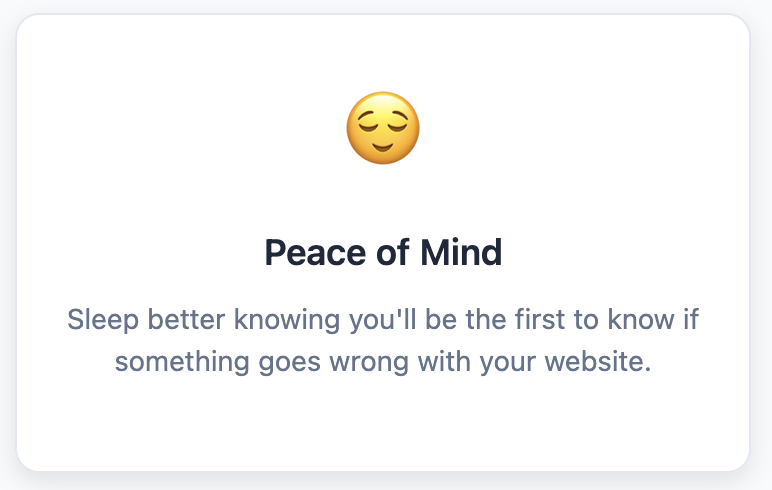 Peace of Mind
Sleep better knowing you'll be the first to know if
something goes wrong with your website.